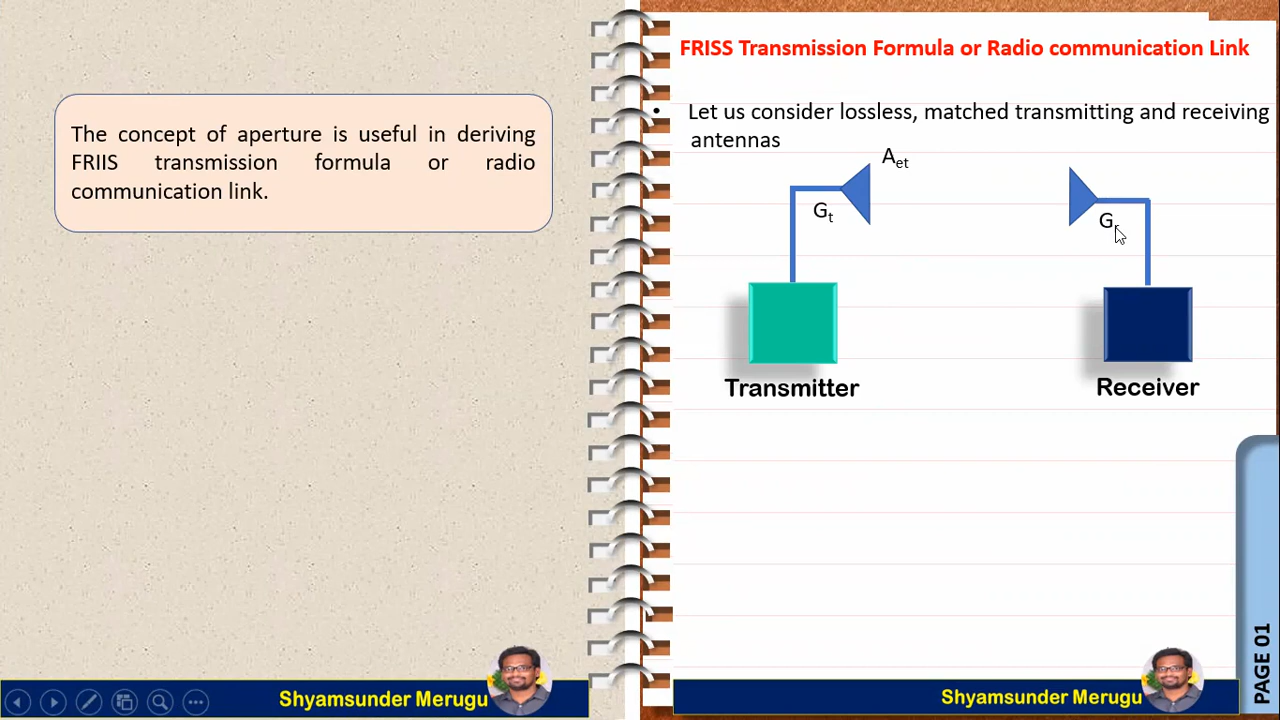 The concept of aperture is useful in deriving
FRIIS transmission formula or radio
communication link.
Shyamsunder Merugu
FRISS Transmission Formula or Radio communication Link
• Let us consider lossless, matched transmitting and receiving
antennas
Aet
Gt
Gr
Transmitter
Receiver
PAGE 01
Shyamsunder Merugu